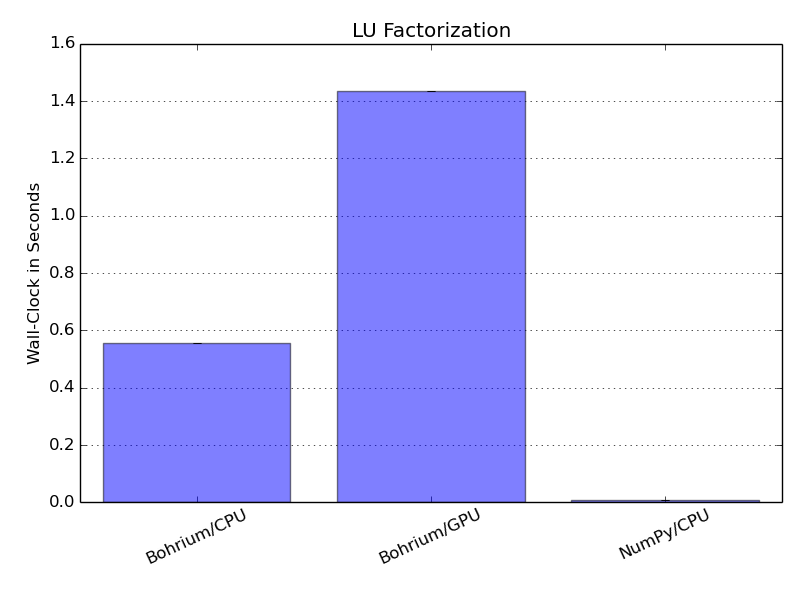 LU Factorization
Wall-Clock in Seconds
1.6
1.4
1.2
1.0
0.8
0.6
0.4
0.2
0.0
Bohrium/CPU
Bohrium/GPU
NumPy/CPU